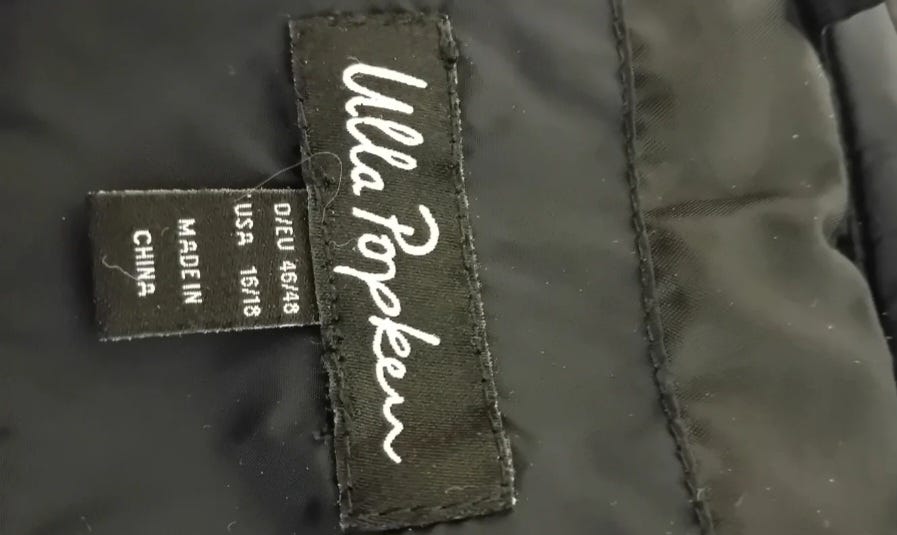 Ulla Popken
D/EU 46/48
USA 16/18
MADE IN
CHINA